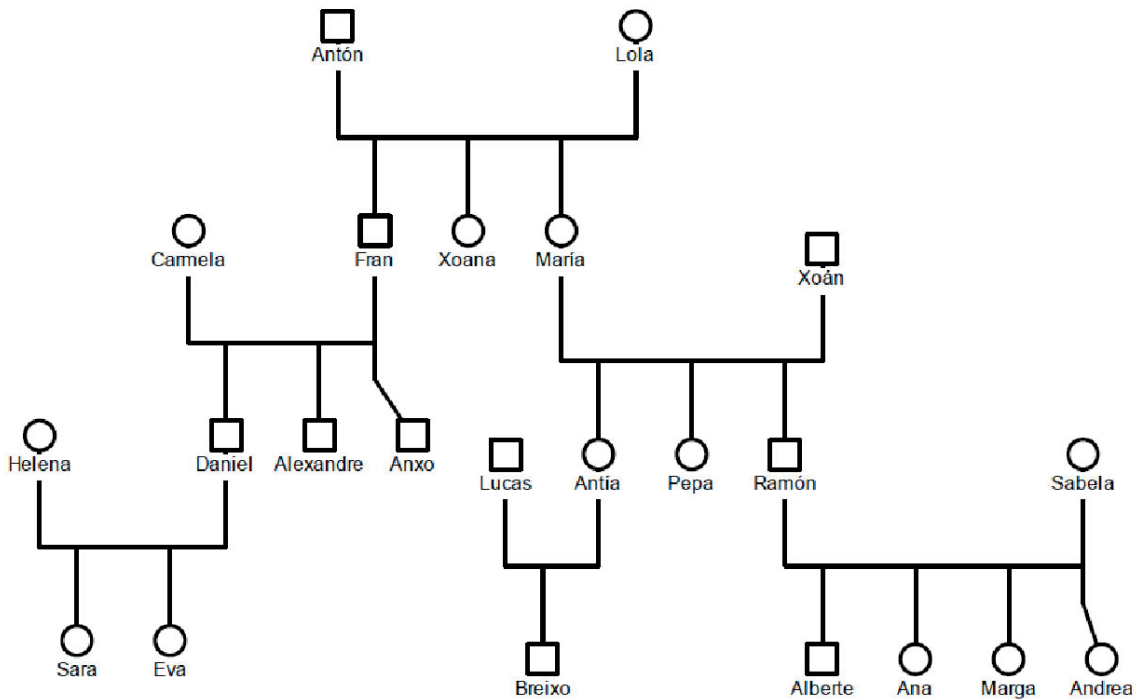 Antón Lola
Carmela Fran Xoana María Xoán
Helena Daniel Alexandre Anxo Lucas Antía Pepa Ramón Sabela
Sara Eva Breixo Alberte Ana Marga Andrea